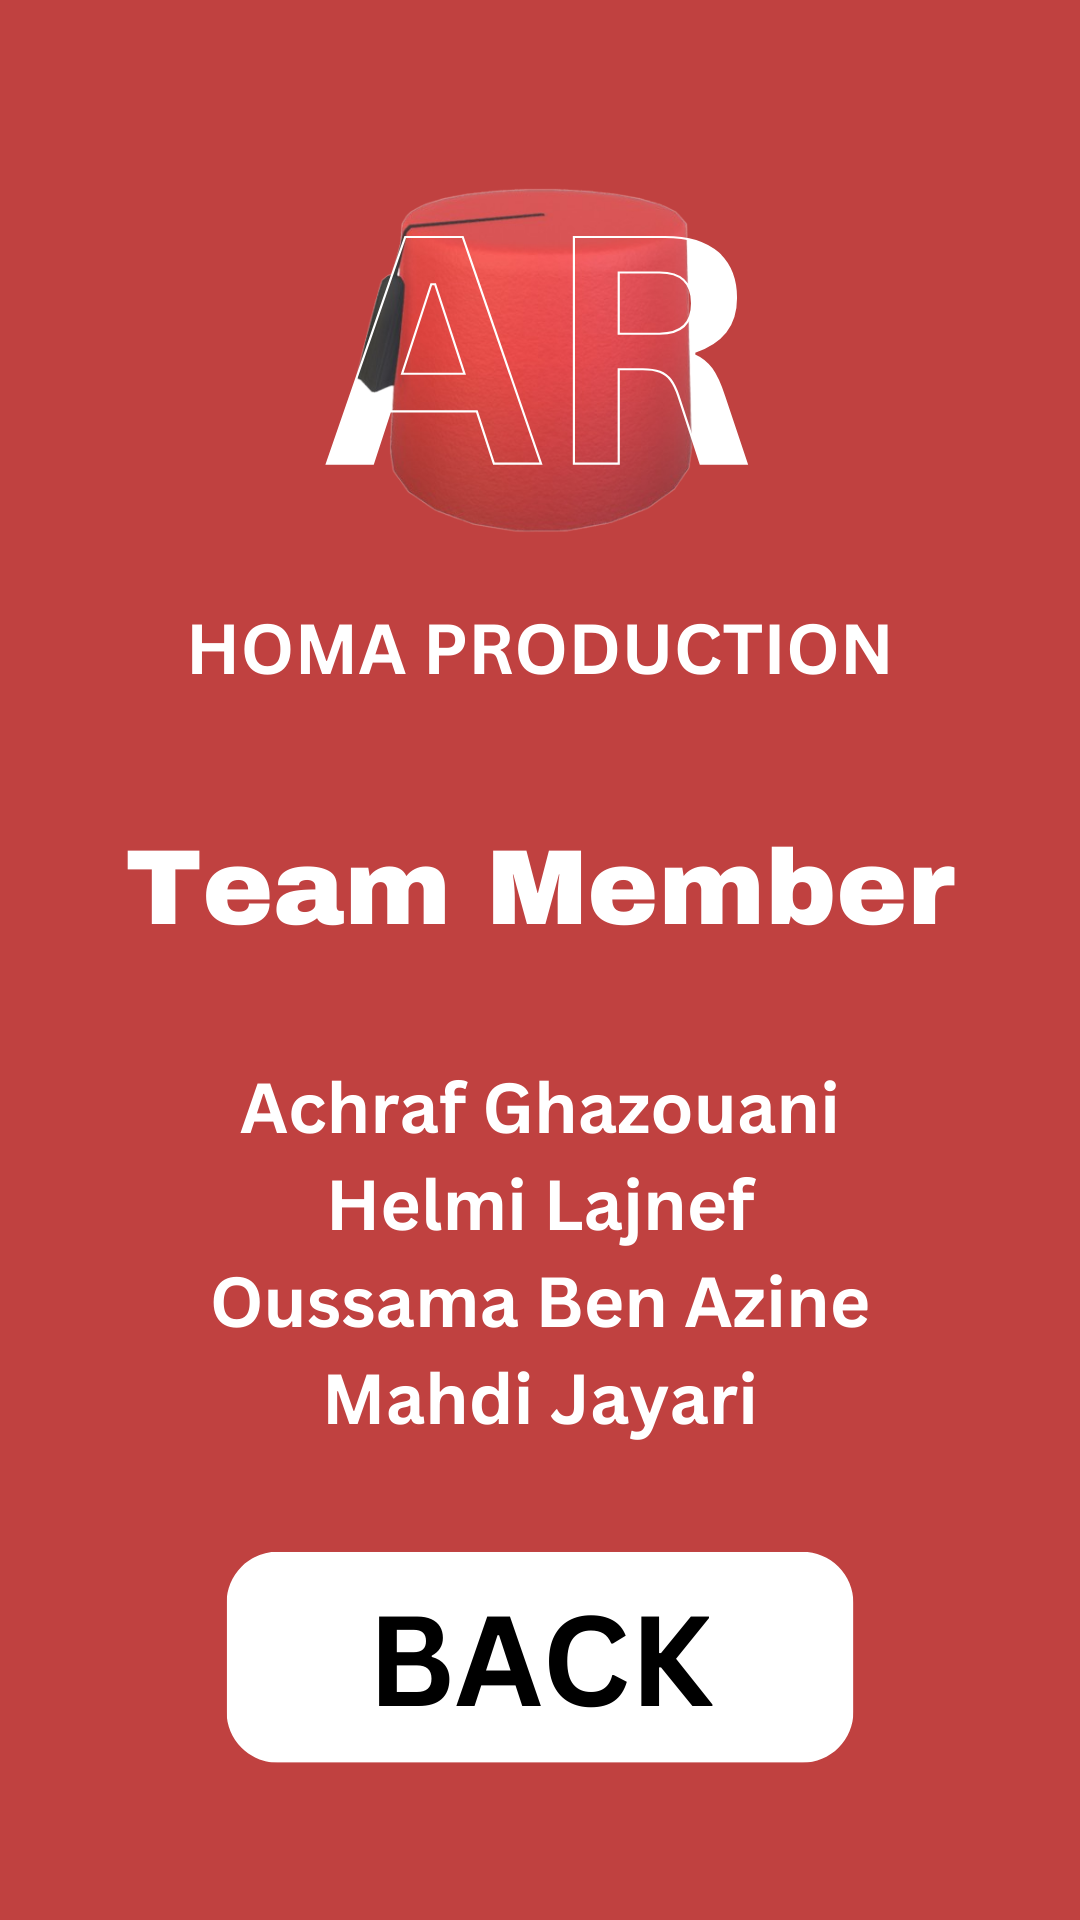 AR
HOMA PRODUCTION
Team Member
Achraf Ghazouani
Helmi Lajnef
Oussama Ben Azine
Mahdi Jayari
BACK